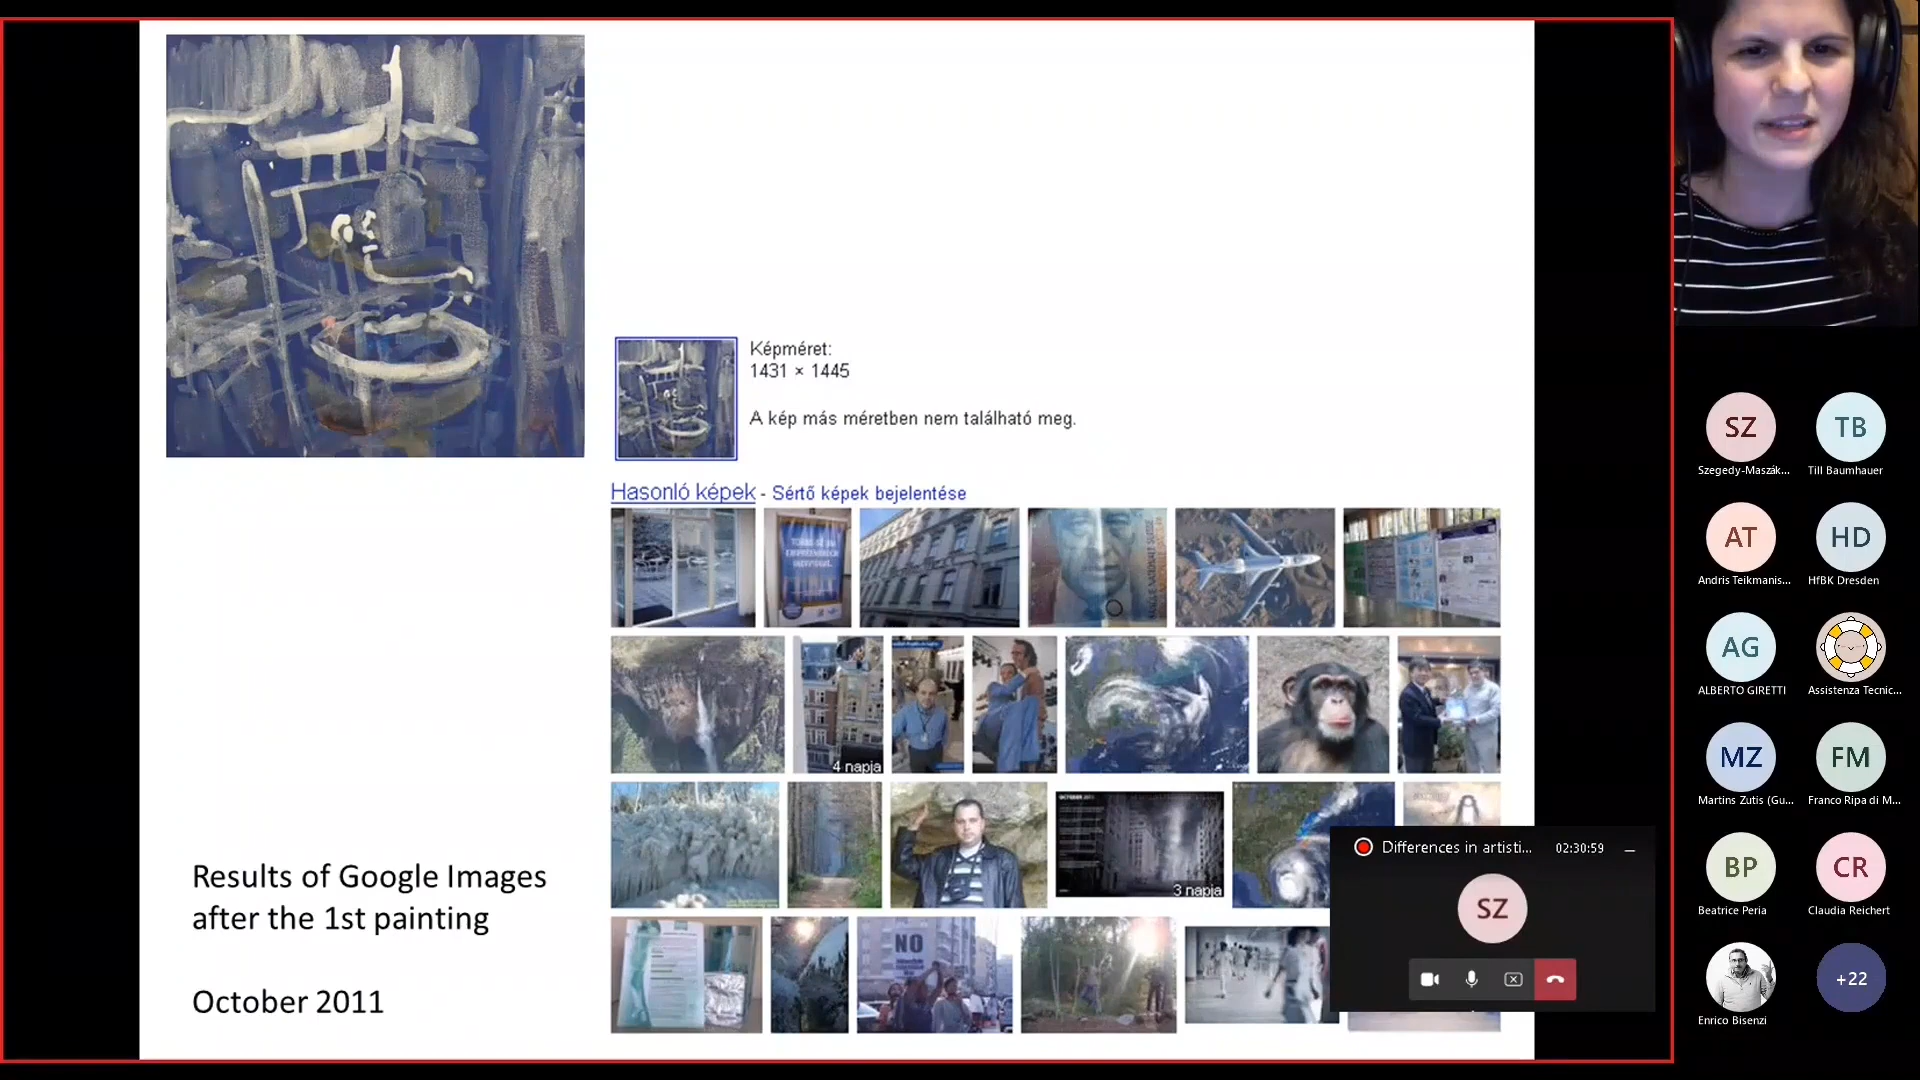 Képméret:
1431 × 1445
A kép más méretben nem található meg.
Hasonló képek - Sértő képek bejelentése
4 napja
3 napja
NO
Results of Google Images
after the 1st painting
October 2011
Differences in artisti...
02:30:59
SZ
SZ
TB
Szegedy-Maszák...
Till Baumhauer
AT
HD
Andris Teikmanis...
HfBK Dresden
AG
ALBERTO GIRETTI
Assistenza Tecnic...
MZ
FM
Martins Zutis (Gu...
Franco Ripa di M...
BP
CR
Beatrice Peria
Claudia Reichert
+22
Enrico Bisenzi